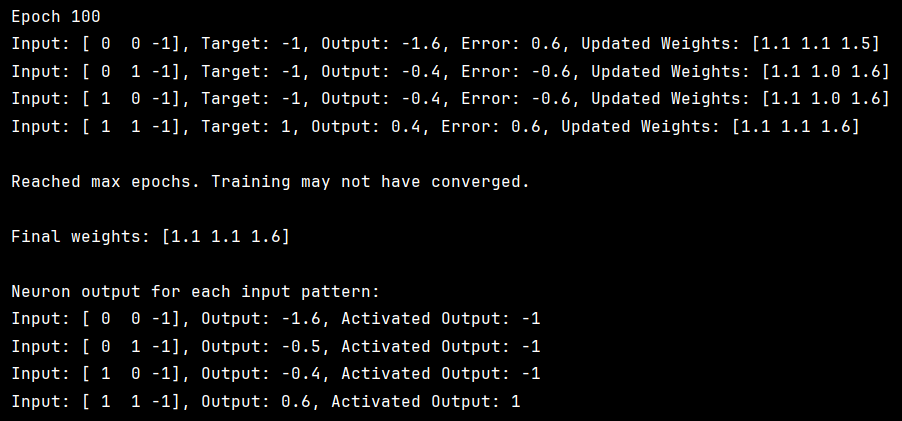 Epoch 100
Input: [ 0  0 -1], Target: -1, Output: -1.6, Error: 0.6, Updated Weights: [1.1 1.1 1.5]
Input: [ 0  1 -1], Target: -1, Output: -0.4, Error: -0.6, Updated Weights: [1.1 1.0 1.6]
Input: [ 1  0 -1], Target: -1, Output: -0.4, Error: -0.6, Updated Weights: [1.1 1.0 1.6]
Input: [ 1  1 -1], Target: 1, Output: 0.4, Error: 0.6, Updated Weights: [1.1 1.1 1.6]
Reached max epochs. Training may not have converged.
Final weights: [1.1 1.1 1.6]
Neuron output for each input pattern:
Input: [ 0  0 -1], Output: -1.6, Activated Output: -1
Input: [ 0  1 -1], Output: -0.5, Activated Output: -1
Input: [ 1  0 -1], Output: -0.4, Activated Output: -1
Input: [ 1  1 -1], Output: 0.6, Activated Output: 1